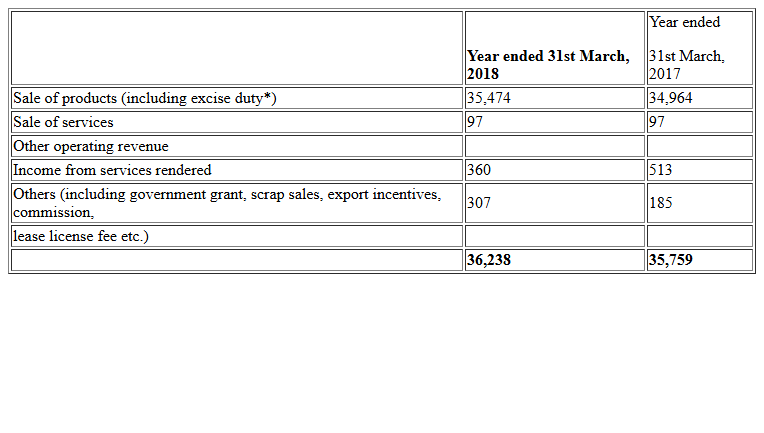 Year ended
Year ended 31st March, 31st March,
2018 2017
Sale of products (including excise duty*) 35,474 34,964
Sale of services 97 97
Other operating revenue
Income from services rendered 360 513
Others (including government grant, scrap sales, export incentives, commission, 307 185
lease license fee etc.)
36,238 35,759